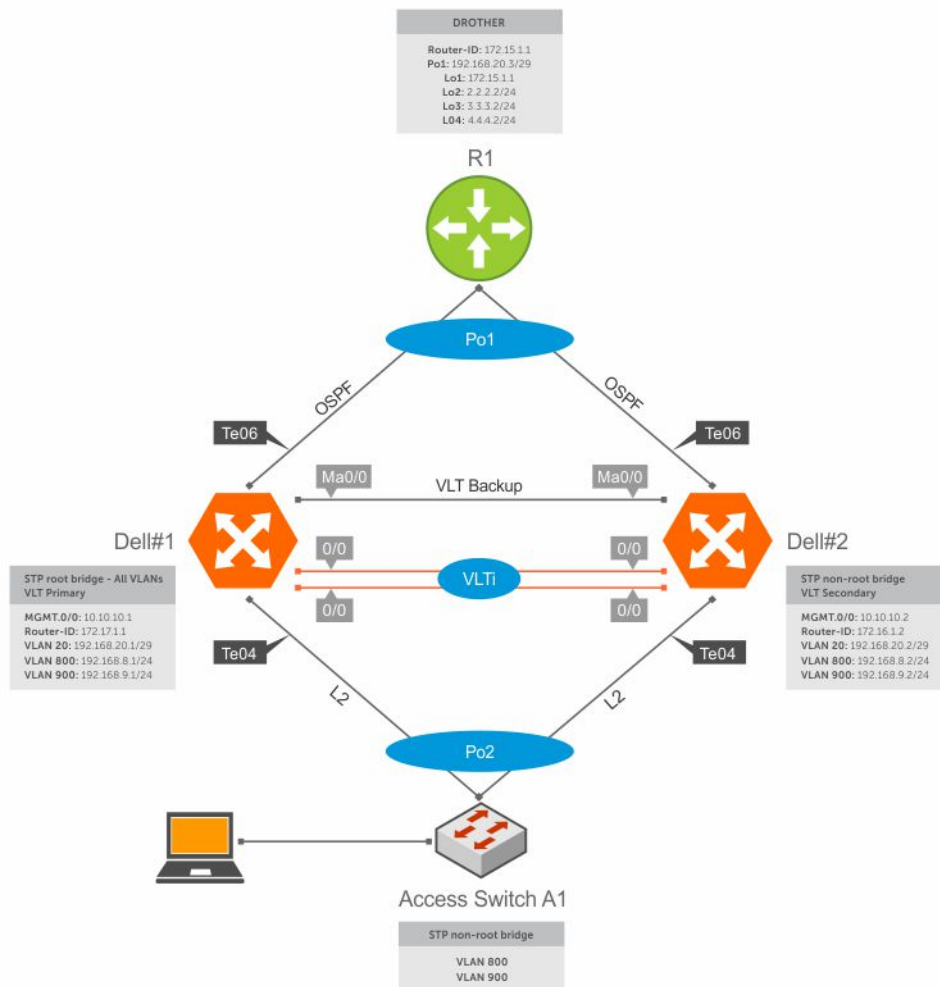 DROTHER
Router-ID: 172.15.1.1
Po1: 192.168.20.3/29
Lo1: 172.15.1.1
Lo2: 2.2.2.2/24
Lo3: 3.3.3.2/24
L04: 4.4.4.2/24
R1
Po1
OSPF
OSPF
Te06
Te06
Ma0/0
VLT Backup
Ma0/0
Dell#1
Dell#2
0/0
0/0
VLTi
0/0
0/0
STP root bridge - All VLANs
VLT Primary
MGMT.0/0: 10.10.10.1
Router-ID: 172.17.1.1
VLAN 20: 192.168.20.1/29
VLAN 800: 192.168.8.1/24
VLAN 900: 192.168.9.1/24
STP non-root bridge
VLT Secondary
MGMT.0/0: 10.10.10.2
Router-ID: 172.16.1.2
VLAN 20: 192.168.20.2/29
VLAN 800: 192.168.8.2/24
VLAN 900: 192.168.9.2/24
Te04
Te04
L2
L2
Po2
Access Switch A1
STP non-root bridge
VLAN 800
VLAN 900